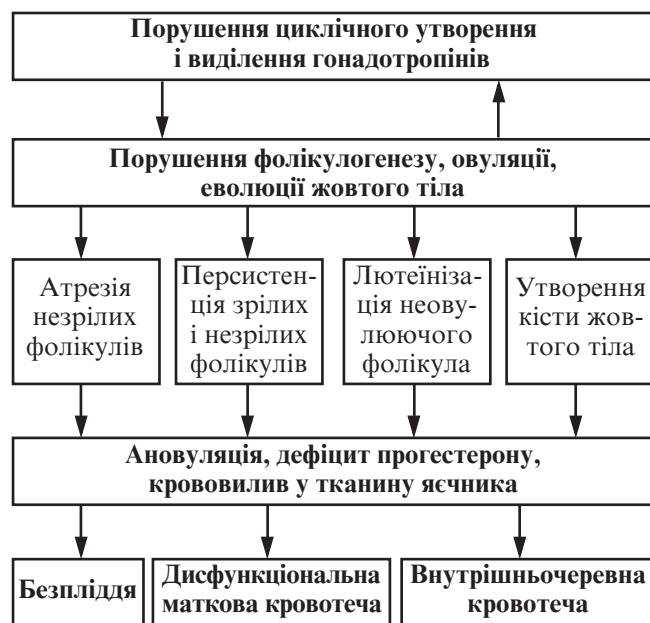 Порушення циклічного утворення
і виділення гонадотропінів
Порушення фолікулогенезу, овуляції,
еволюції жовтого тіла
Атрезія
незрілих
фолікулів
Персистен-
ція зрілих
і незрілих
фолікулів
Лютеїніза-
ція неову-
люючого
фолікула
Утворення
кісти жов-
того тіла
Ановуляція, дефіцит прогестерону,
крововилив у тканину яєчника
Безпліддя
Дисфункціональна
маткова кровотеча
Внутрішньочеревна
кровотеча